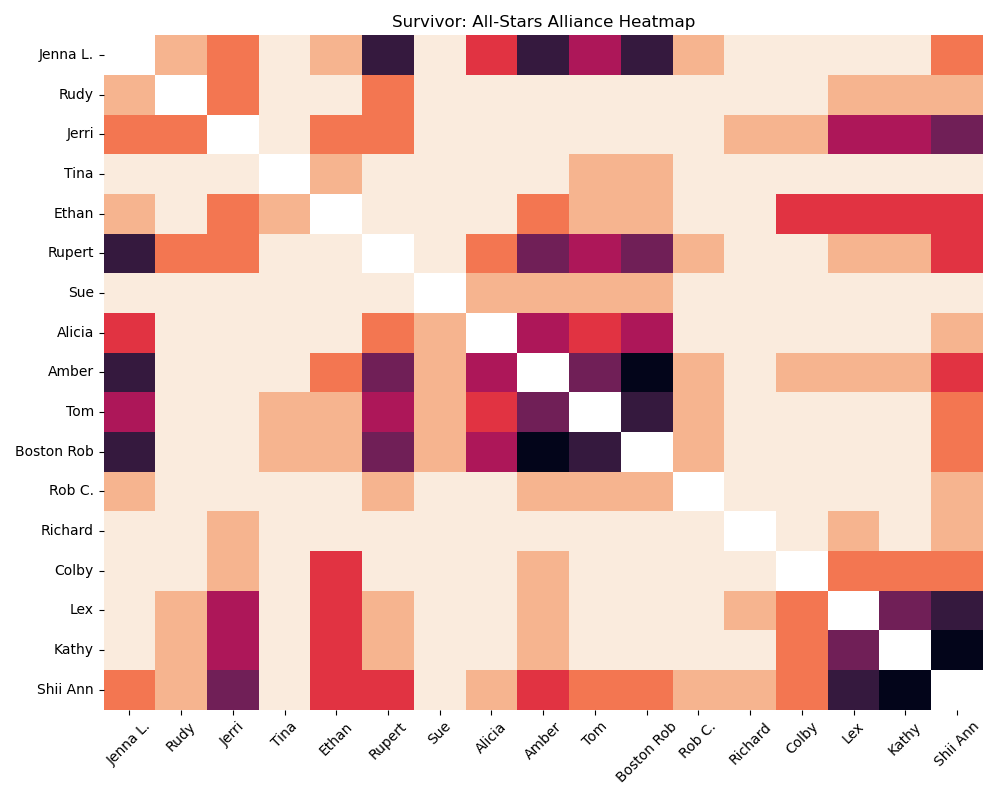 Survivor: All-Stars Alliance Heatmap
Jenna L.
Rudy
Jerri
Tina
Ethan
Rupert
Sue
Alicia
Amber
Tom
Boston Rob
Rob C.
Richard
Colby
Lex
Kathy
Shii Ann
Jenna L.
Rudy
Jerri
Tina
Ethan
Rupert
Sue
Alicia
Amber
Tom
Boston Rob
Rob C.
Richard
Colby
Lex
Kathy
Shii Ann